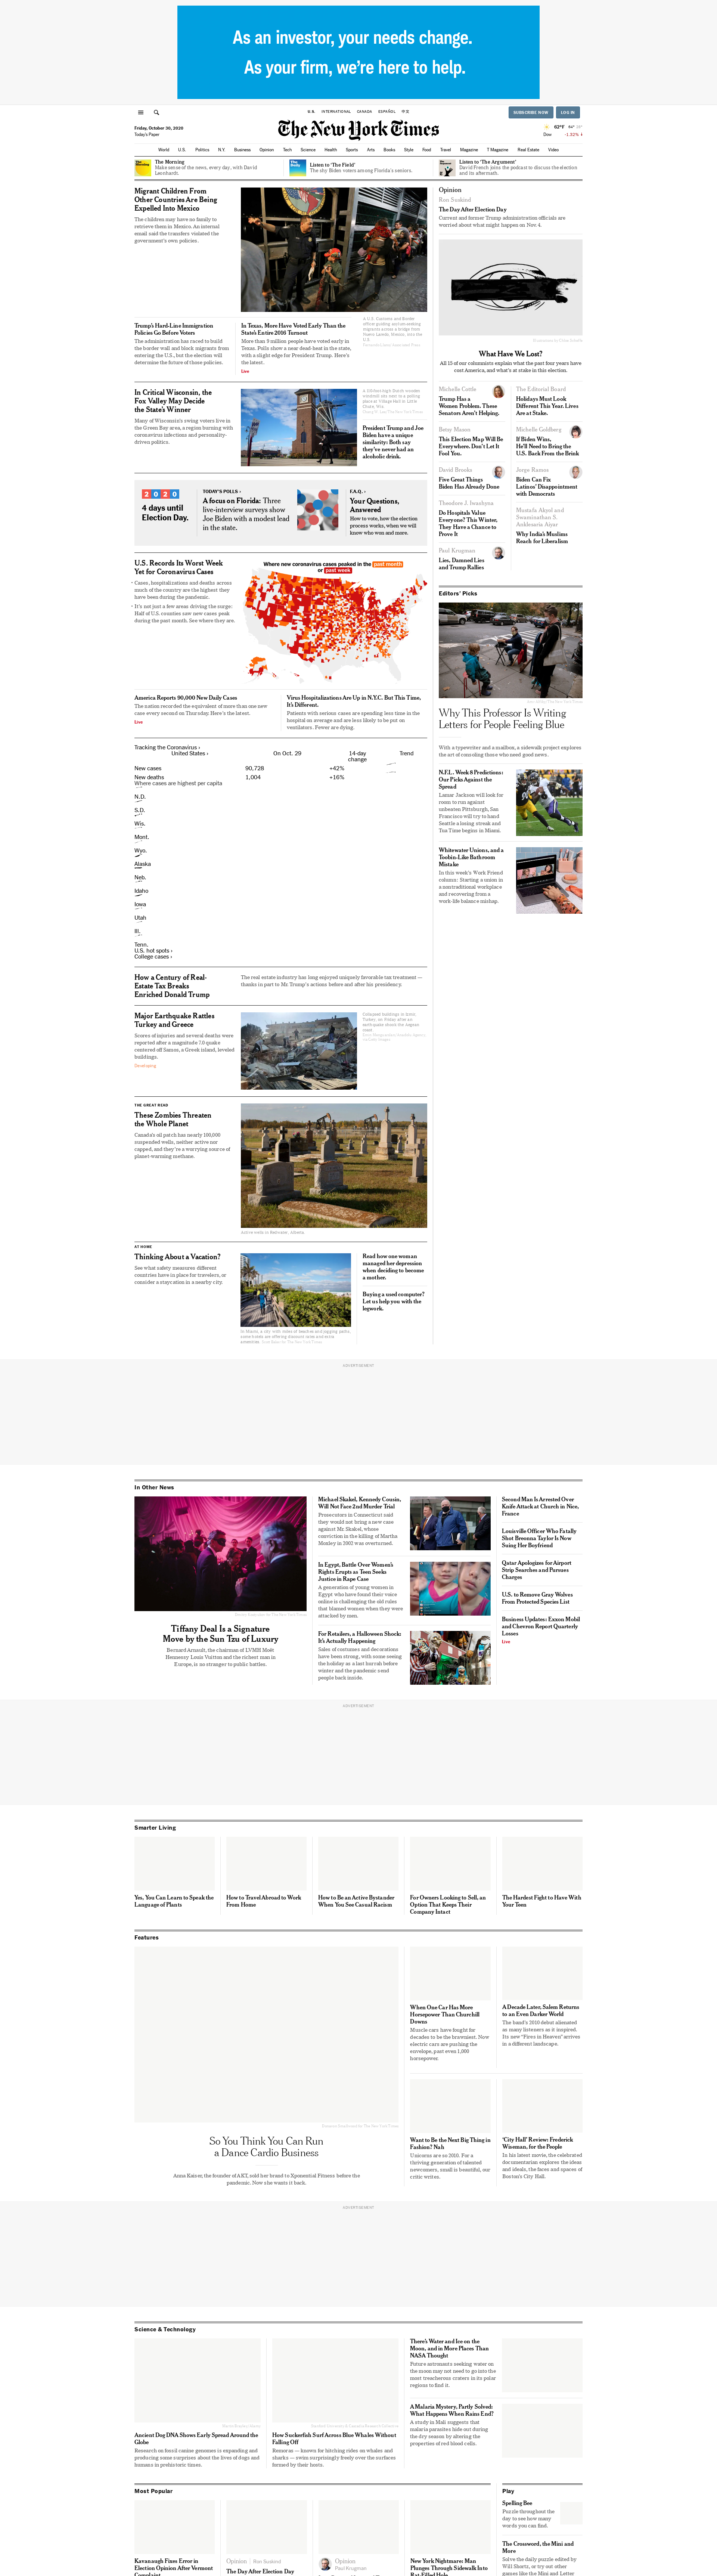 As an investor, your needs change.
As your firm, we're here to help.
U.S. INTERNATIONAL CANADA ESPAÑOL 中文
SUBSCRIBE NOW LOG IN
Friday, October 30, 2020
Today's Paper
The New York Times
62°F 64° 38°
Dow -1.32%
World U.S. Politics N.Y. Business Opinion Tech Science Health Sports Arts Books Style Food Travel Magazine T Magazine Real Estate Video
The Morning
Make sense of the news, every day, with David
Leonhardt.
Listen to 'The Field'
The shy Biden voters among Florida's seniors.
Listen to 'The Argument'
David French joins the podcast to discuss the election
and its aftermath.
Migrant Children From
Other Countries Are Being
Expelled Into Mexico
The children may have no family to
retrieve them in Mexico. An internal
email said the transfers violated the
government's own policies.
A U.S. Customs and Border
Trump's Hard-Line Immigration
Policies Go Before Voters
The administration has raced to build
the border wall and block migrants from
entering the U.S., but the election will
determine the future of those policies.
In Texas, More Have Voted Early Than the
State's Entire 2016 Turnout
More than 9 million people have voted early in
Texas. Polls show a near dead-heat in the state,
with a slight edge for President Trump. Here's
the latest.
Live
In Critical Wisconsin, the
Fox Valley May Decide
the State's Winner
Many of Wisconsin's swing voters live in
the Green Bay area, a region burning with
coronavirus infections and personality-
driven politics.
President Trump and Joe
Biden have a unique
similarity: Both say
they've never had an
alcoholic drink.
2020
4 days until
Election Day.
TODAY'S POLLS ›
A focus on Florida: Three
live-interview surveys show
Joe Biden with a modest lead
in the state.
F.A.Q. ›
Your Questions,
Answered
How to vote, how the election
process works, when we will
know who won and more.
U.S. Records Its Worst Week
Yet for Coronavirus Cases
• Cases, hospitalizations and deaths across
much of the country are the highest they
have been during the pandemic.
• It's not just a few areas driving the surge:
Half of U.S. counties saw new cases peak
during the past month. See where they are.
Where new coronavirus cases peaked in the past month
or past week
America Reports 90,000 New Daily Cases
The nation recorded the equivalent of more than one new
case every second on Thursday. Here's the latest.
Live
Virus Hospitalizations Are Up in N.Y.C. But This Time,
It's Different.
Patients with serious cases are spending less time in the
hospital on average and are less likely to be put on
ventilators. Fewer are dying.
Tracking the Coronavirus ›
United States › On Oct. 29 14-day
change Trend
New cases 90,728 +42%
New deaths 1,004 +16%
Where cases are highest per capita
N.D.
S.D.
Wis.
Mont.
Wyo.
Alaska
Neb.
Idaho
Iowa
Utah
Ill.
Tenn.
U.S. hot spots ›
College cases ›
How a Century of Real-
Estate Tax Breaks
Enriched Donald Trump
The real estate industry has long enjoyed uniquely favorable tax treatment —
thanks in part to Mr. Trump's actions before and after his presidency.
Major Earthquake Rattles
Turkey and Greece
Scores of injuries and several deaths were
reported after a magnitude 7.0 quake
centered off Samos, a Greek island, leveled
buildings.
Developing
Collapsed buildings in Izmir,
Turkey, on Friday after an
earthquake shook the Aegean
coast.
THE GREAT READ
These Zombies Threaten
the Whole Planet
Canada's oil patch has nearly 100,000
suspended wells, neither active nor
capped, and they're a worrying source of
planet-warming methane.
Active wells in Bellwater, Alberta
AT HOME
Thinking About a Vacation?
See what safety measures different
countries have in place for travelers, or
consider a staycation in a nearby city.
Read how one woman
managed her depression
when deciding to become
a mother.
Buying a used computer?
Let us help you with the
legwork.
Opinion
Ron Suskind
The Day After Election Day
Current and former Trump administration officials are
worried about what might happen on Nov. 4.
What Have We Lost?
All 15 of our columnists explain what the past four years have
cost America, and what's at stake in this election.
Michelle Cottle
Trump Has a
Women Problem. These
Senators Aren't Helping.
The Editorial Board
Holidays Must Look
Different This Year. Lives
Are at Stake.
Betsy Mason
This Election Map Will Be
Everywhere. Don't Let It
Fool You.
Michelle Goldberg
If Biden Wins,
He'll Need to Bring the
U.S. Back From the Brink
David Brooks
Five Great Things
Biden Has Already Done
Jorge Ramos
Biden Can Fix
Latinos' Disappointment
with Democrats
Theodore J. Iwashyna
Do Hospitals Value
Everyone? This Winter,
They Have a Chance to
Prove It
Mustafa Akyol and
Swaminathan S.
Anklesaria Aiyar
Why India's Muslims
Reach for Liberalism
Paul Krugman
Lies, Damned Lies
and Trump Rallies
Editors' Picks
Why This Professor Is Writing
Letters for People Feeling Blue
With a typewriter and a mailbox, a sidewalk project explores
the art of consoling those who need good news.
N.F.L. Week 8 Predictions:
Our Picks Against the
Spread
Lamar Jackson will look for
room to run against
unbeaten Pittsburgh, San
Francisco will try to hand
Seattle a losing streak and
Tua Time begins in Miami.
Whitewater Unions, and a
Toobin-Like Bathroom
Mistake
In this week's Work Friend
column: Starting a union in
a nontraditional workplace
and recovering from a
work-life balance mishap.
ADVERTISEMENT
In Other News
Tiffany Deal Is a Signature
Move by the Sun Tzu of Luxury
Bernard Arnault, the chairman of LVMH Moët
Hennessy Louis Vuitton and the richest man in
Europe, is no stranger to public battles.
Michael Skakel, Kennedy Cousin,
Will Not Face 2nd Murder Trial
Prosecutors in Connecticut said
they would not bring a new case
against Mr. Skakel, whose
conviction in the killing of Martha
Moxley in 2002 was overturned.
In Egypt, Battle Over Women's
Rights Erupts as Teen Seeks
Justice in Rape Case
A generation of young women in
Egypt who have found their voice
online is challenging the old rules
that blamed women when they were
attacked by men.
For Retailers, a Halloween Shock:
It's Actually Happening
Sales of costumes and decorations
have been strong, with some seeing
the holiday as a last hurrah before
winter and the pandemic send
people back inside.
Second Man Is Arrested Over
Knife Attack at Church in Nice,
France
Louisville Officer Who Fatally
Shot Breonna Taylor Is Now
Suing Her Boyfriend
Qatar Apologizes for Airport
Strip Searches and Pursues
Charges
U.S. to Remove Gray Wolves
From Protected Species List
Business Updates: Exxon Mobil
and Chevron Report Quarterly
Losses
Live
ADVERTISEMENT
Smarter Living
Yes, You Can Learn to Speak the
Language of Plants
How to Travel Abroad to Work
From Home
How to Be an Active Bystander
When You See Casual Racism
For Owners Looking to Sell, an
Option That Keeps Their
Company Intact
The Hardest Fight to Have With
Your Teen
Features
So You Think You Can Run
a Dance Cardio Business
Anna Kaiser, the founder of AKT, sold her brand to Xponential Fitness before the
pandemic. Now she wants it back.
When One Car Has More
Horsepower Than Churchill
Downs
Muscle cars have fought for
decades to be the brawniest. Now
electric cars are pushing the
envelope, past even 1,000
horsepower.
A Decade Later, Salem Returns
to an Even Darker World
The band's 2010 debut alienated
as many listeners as it inspired.
Its new "Fires in Heaven" arrives
in a different landscape.
Want to Be the Next Big Thing in
Fashion? Nah
Unicorns are so 2010. For a
thriving generation of talented
newcomers, small is beautiful, our
critic writes.
'City Hall' Review: Frederick
Wiseman, for the People
In his latest movie, the celebrated
documentarian explores the ideas
and ideals, the faces and spaces of
Boston's City Hall.
ADVERTISEMENT
Science & Technology
Ancient Dog DNA Shows Early Spread Around the
Globe
Research on fossil canine genomes is expanding and
producing some surprises about the lives of dogs and
humans in prehistoric times.
How Suckerfish Surf Across Blue Whales Without
Falling Off
Remoras — known for hitching rides on whales and
sharks — swim surprisingly freely over the surfaces
formed by their hosts.
There's Water and Ice on the
Moon, and in More Places Than
NASA Thought
Future astronauts seeking water on
the moon may not need to go into the
most treacherous craters in its polar
regions to find it.
A Malaria Mystery, Partly Solved:
What Happens When Rains End?
A study in Mali suggests that
malaria parasites hide out during
the dry season by altering the
properties of red blood cells.
Most Popular
Kavanaugh Fixes Error in
Election Opinion After Vermont
Complaint
Opinion Ron Suskind
The Day After Election Day
Opinion
Paul Krugman
New York Nightmare: Man
Plunges Through Sidewalk Into
Rat-Filled Hole
Play
Spelling Bee
Puzzle throughout the
day to see how many
words you can find.
The Crossword, the Mini and
More
Solve the daily puzzle edited by
Will Shortz, or try out other
games like the Mini and Letter